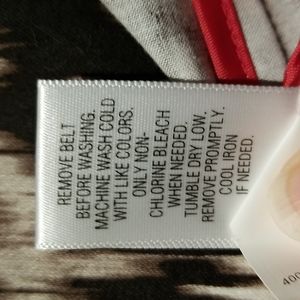 REMOVE BELT
BEFORE WASHING.
MACHINE WASH COLD
WITH LIKE COLORS.
ONLY NON-
CHLORINE BLEACH
WHEN NEEDED.
TUMBLE DRY LOW.
REMOVE PROMPTLY.
COOL IRON
IF NEEDED.
400